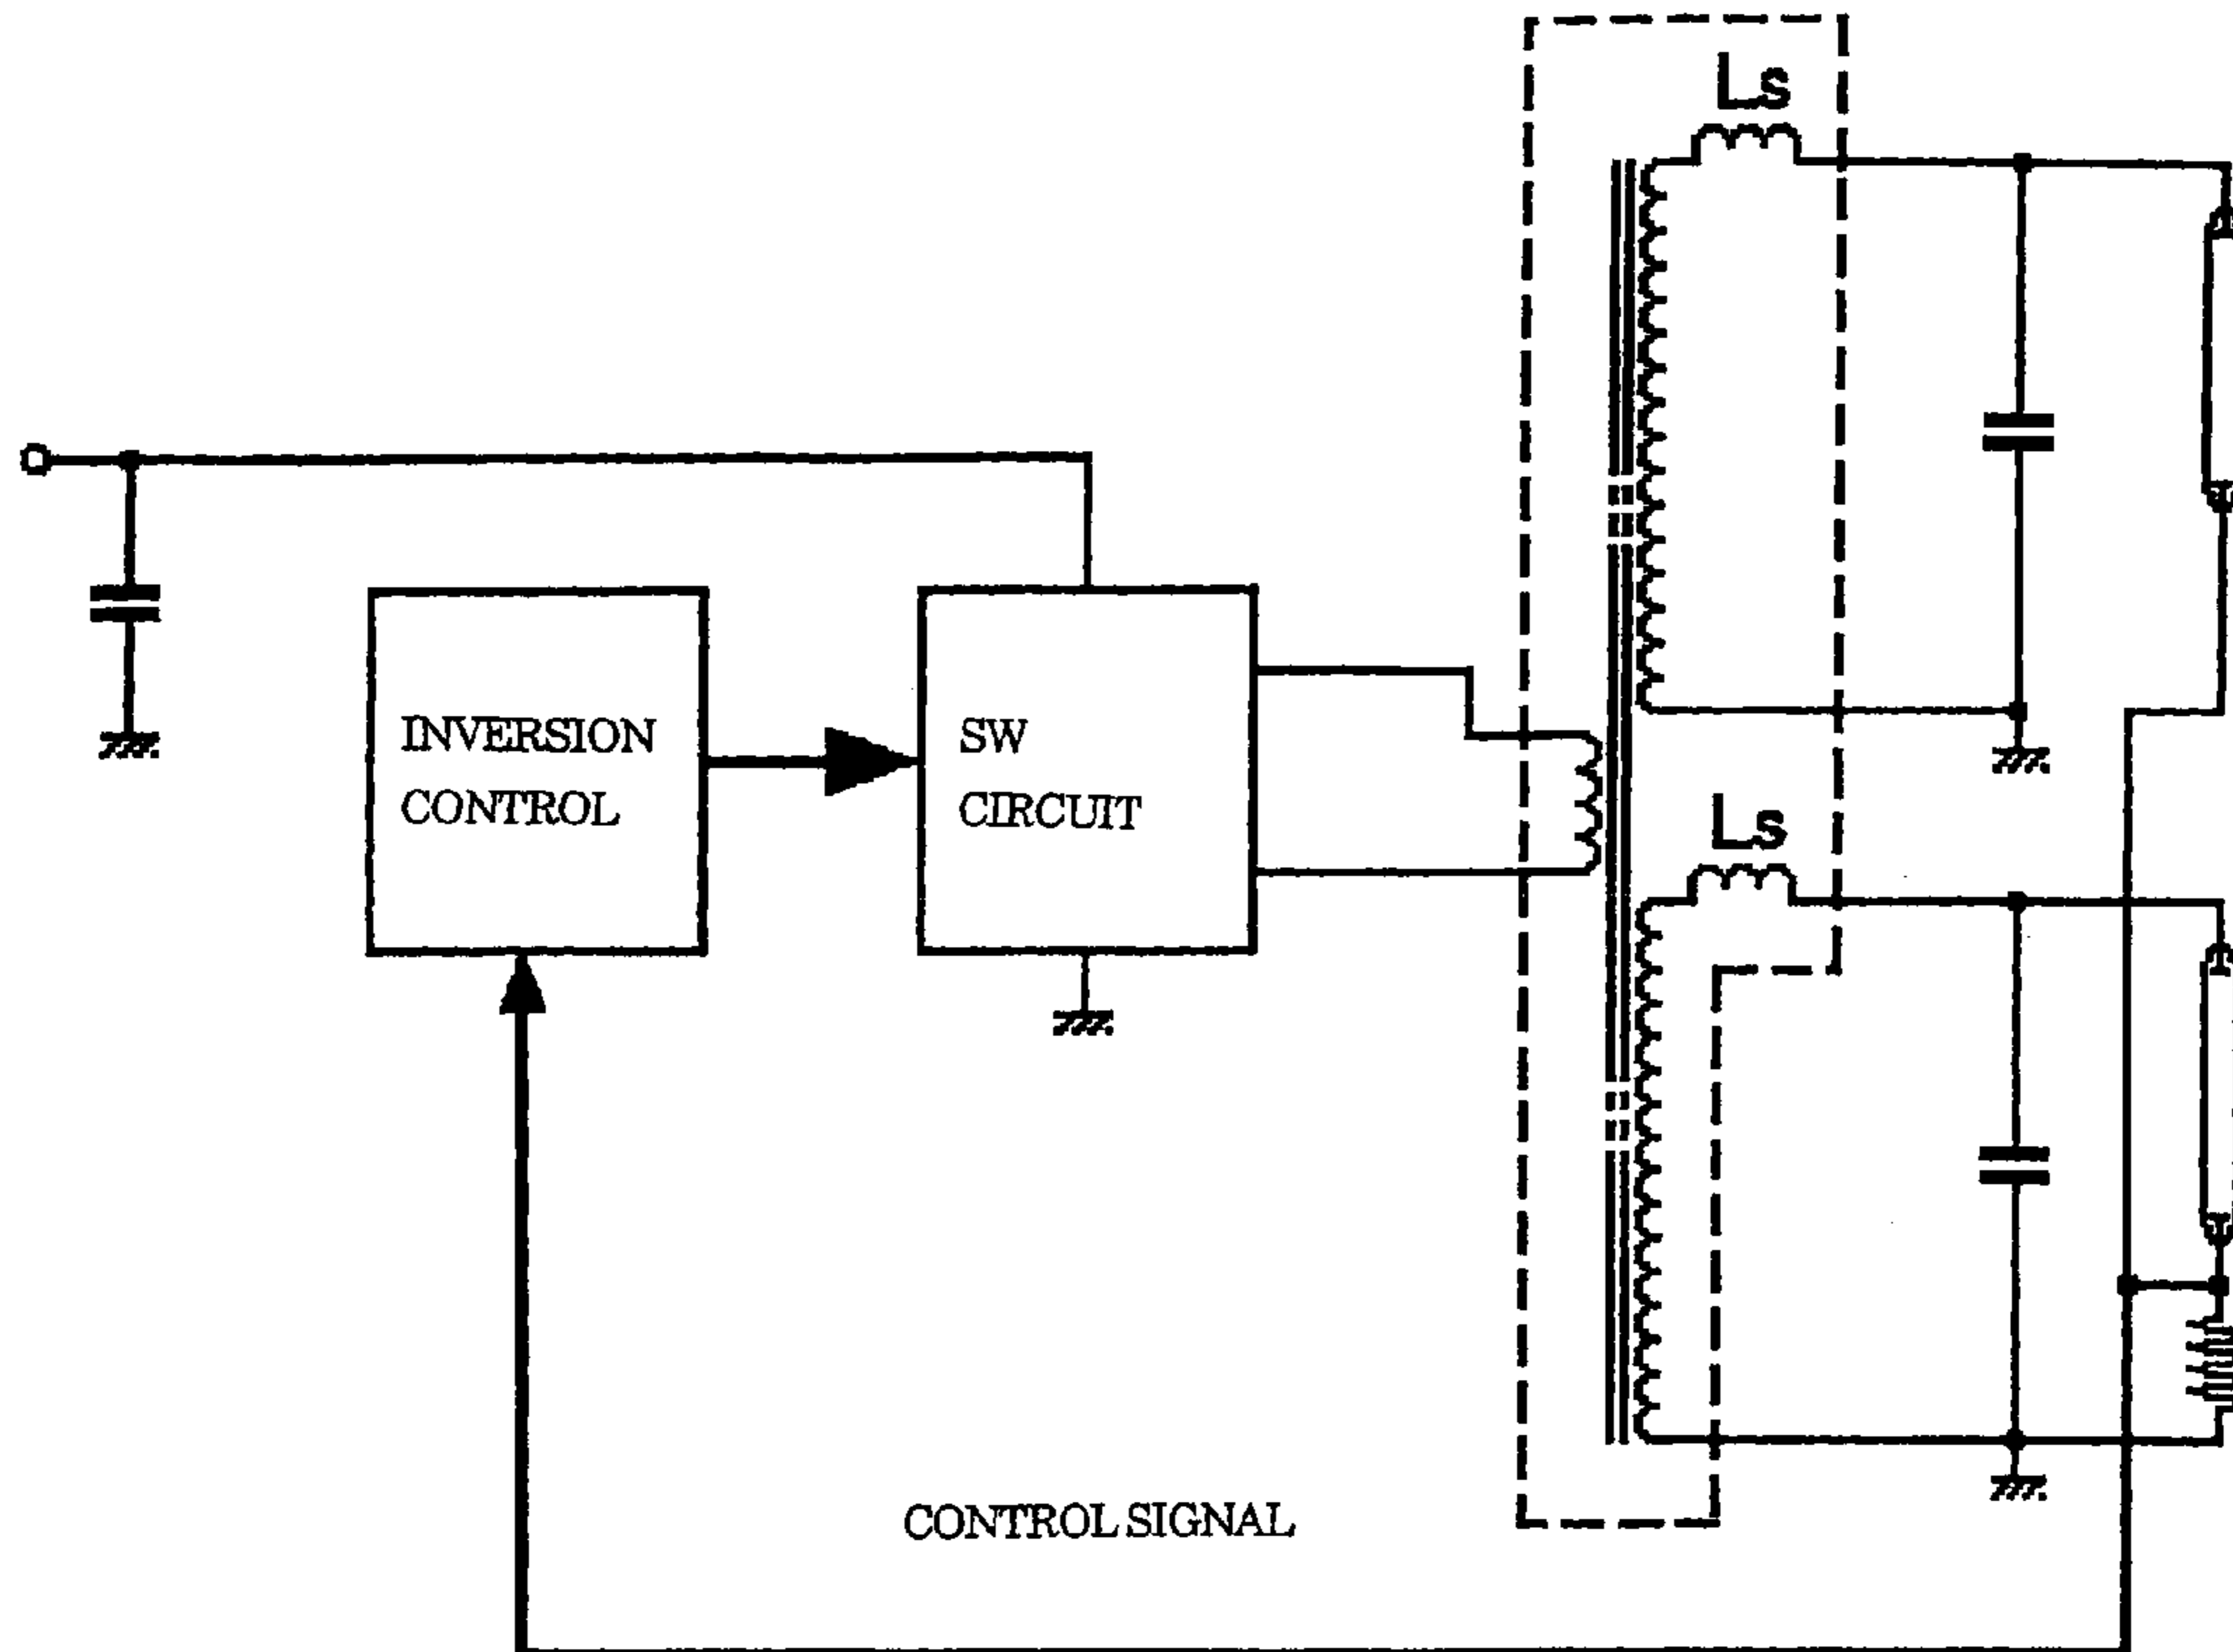 Ls
INVERSION
CONTROL
SW
CIRCUIT
Ls
CONTROL SIGNAL